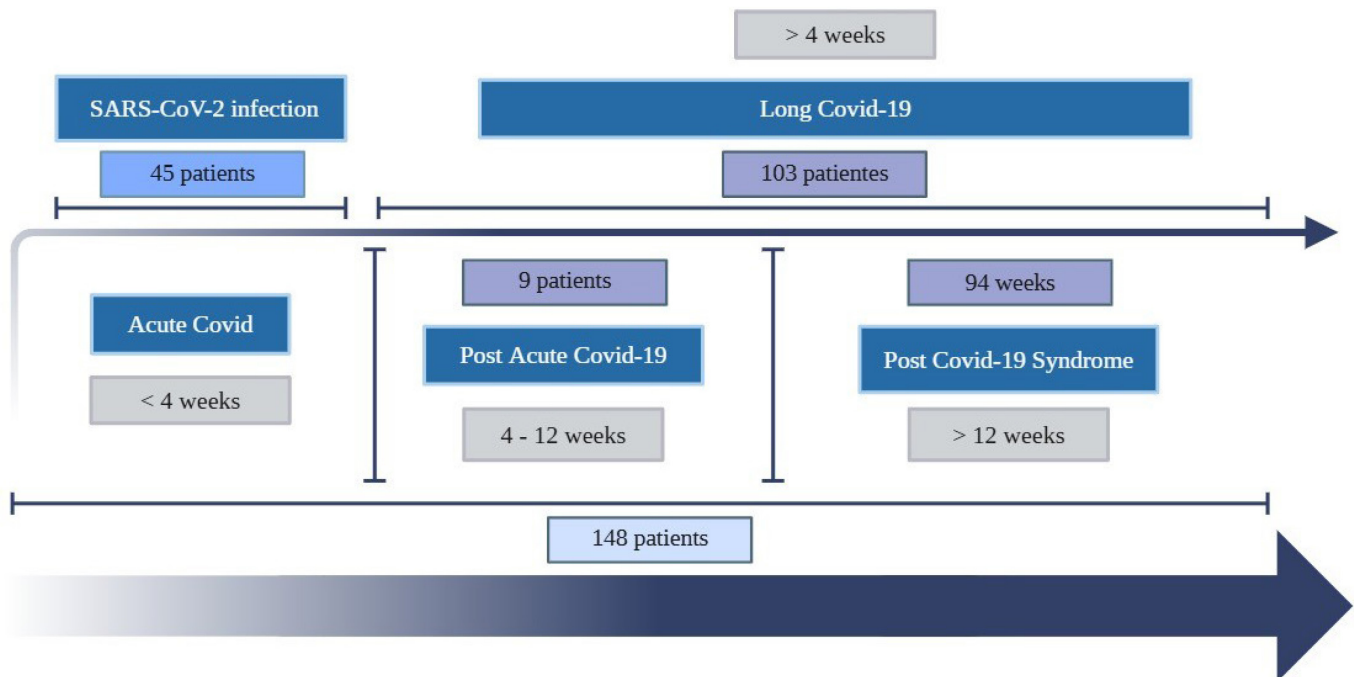 > 4 weeks
SARS-CoV-2 infection
Long Covid-19
45 patients
103 patientes
9 patients
94 weeks
Acute Covid
Post Acute Covid-19
Post Covid-19 Syndrome
< 4 weeks
4 - 12 weeks
> 12 weeks
148 patients